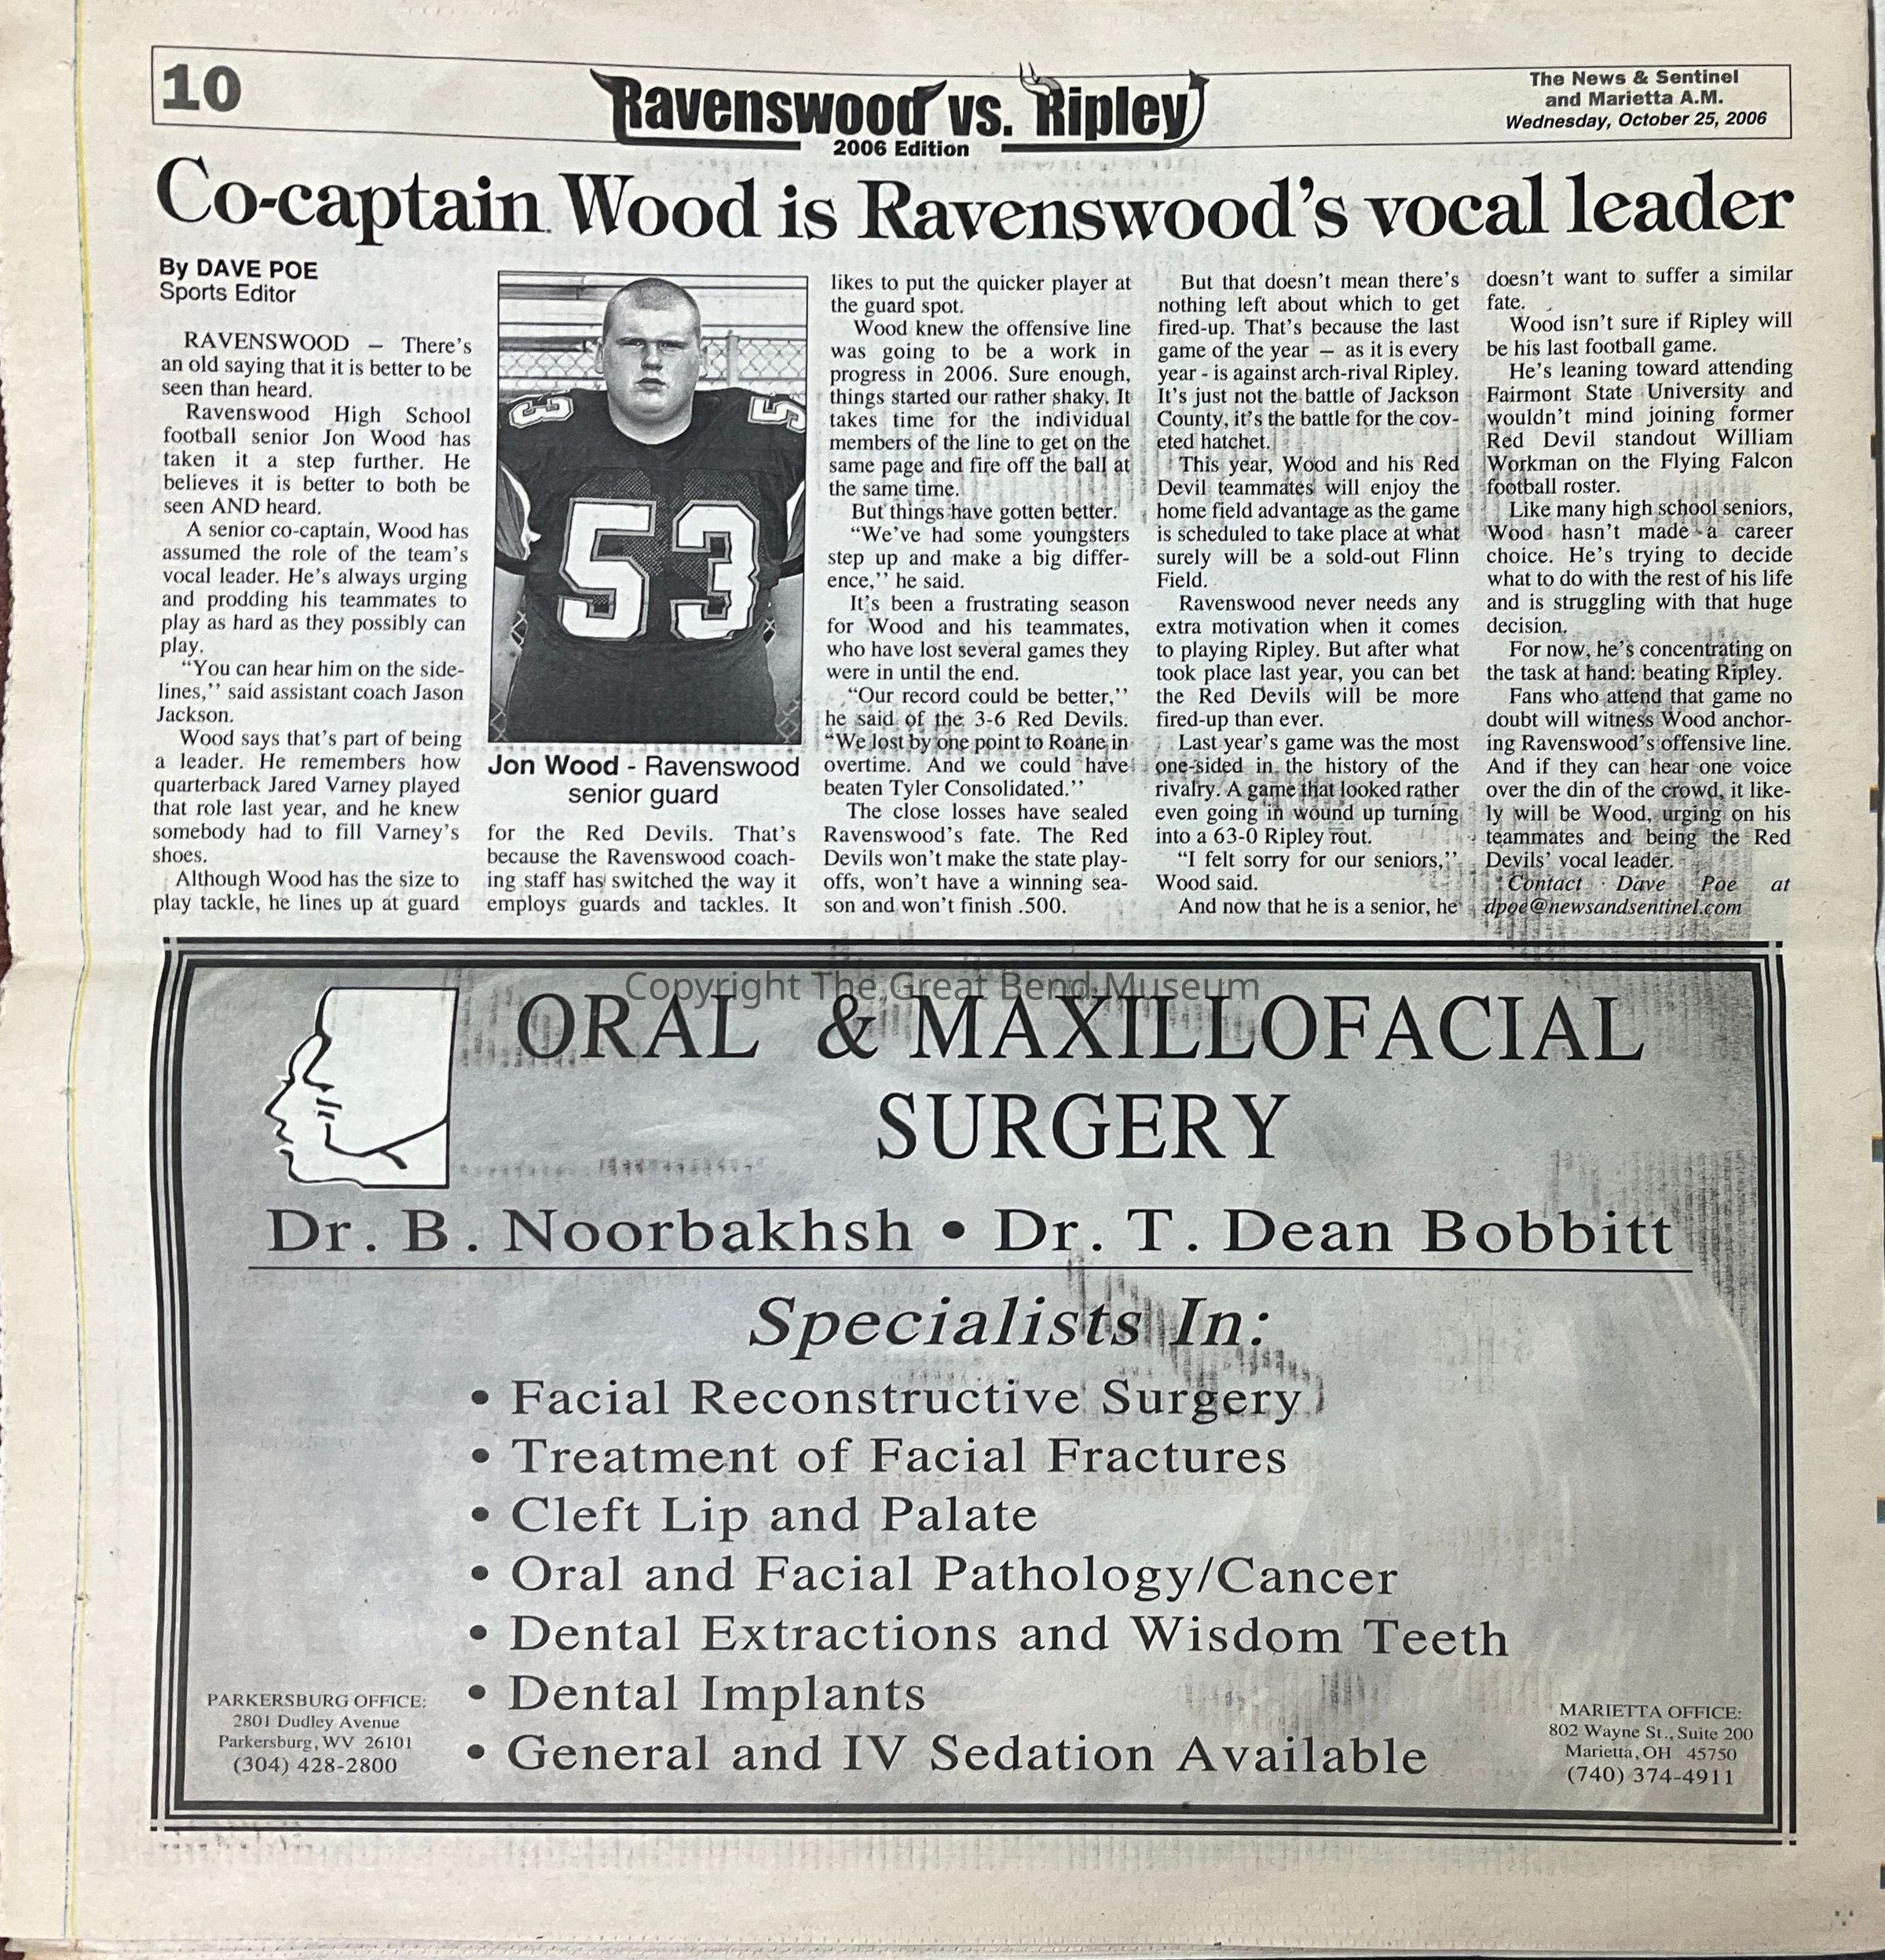 10
Ravenswood vs. Ripley
2006 Edition
The News & Sentinel
and Marietta A.M.
Wednesday, October 25, 2006
Co-captain Wood is Ravenswood's vocal leader
By DAVE POE
Sports Editor
RAVENSWOOD — There's
an old saying that it is better to be
seen than heard.
Ravenswood High School
football senior Jon Wood has
taken it a step further. He
believes it is better to both be
seen AND heard.
A senior co-captain, Wood has
assumed the role of the team's
vocal leader. He's always urging
and prodding his teammates to
play as hard as they possibly can
play.
“You can hear him on the side-
lines,’’ said assistant coach Jason
Jackson.
Wood says that's part of being
a leader. He remembers how
quarterback Jared Varney played
that role last year, and he knew
somebody had to fill Varney's
shoes.
Although Wood has the size to
play tackle, he lines up at guard
53
53
Jon Wood - Ravenswood
senior guard
for the Red Devils. That's
because the Ravenswood coach-
ing staff has switched the way it
employs guards and tackles. It
likes to put the quicker player at
the guard spot.
Wood knew the offensive line
was going to be a work in
progress in 2006. Sure enough,
things started our rather shaky. It
takes time for the individual
members of the line to get on the
same page and fire off the ball at
the same time.
But things have gotten better.
“We've had some youngsters
step up and make a big differ-
ence,’’ he said.
It's been a frustrating season
for Wood and his teammates,
who have lost several games they
were in until the end.
“Our record could be better,’’
he said of the 3-6 Red Devils.
“We lost by one point to Roane in
overtime. And we could have
beaten Tyler Consolidated.’’
The close losses have sealed
Ravenswood's fate. The Red
Devils won't make the state play-
offs, won't have a winning sea-
son and won't finish .500.
But that doesn't mean there's
nothing left about which to get
fired-up. That's because the last
game of the year — as it is every
year - is against arch-rival Ripley.
It's just not the battle of Jackson
County, it's the battle for the cov-
eted hatchet.
This year, Wood and his Red
Devil teammates will enjoy the
home field advantage as the game
is scheduled to take place at what
surely will be a sold-out Flinn
Field.
Ravenswood never needs any
extra motivation when it comes
to playing Ripley. But after what
took place last year, you can bet
the Red Devils will be more
fired-up than ever.
Last year's game was the most
one-sided in the history of the
rivalry. A game that looked rather
even going in wound up turning
into a 63-0 Ripley rout.
“I felt sorry for our seniors,’’
Wood said.
And now that he is a senior, he
doesn't want to suffer a similar
fate.
Wood isn't sure if Ripley will
be his last football game.
He's leaning toward attending
Fairmont State University and
wouldn't mind joining former
Red Devil standout William
Workman on the Flying Falcon
football roster.
Like many high school seniors,
Wood hasn't made a career
choice. He's trying to decide
what to do with the rest of his life
and is struggling with that huge
decision.
For now, he's concentrating on
the task at hand: beating Ripley.
Fans who attend that game no
doubt will witness Wood anchor-
ing Ravenswood's offensive line.
And if they can hear one voice
over the din of the crowd, it like-
ly will be Wood, urging on his
teammates and being the Red
Devils' vocal leader.
Contact Dave Poe at
dpoe@newsandsentinel.com
Copyright The Great Bend Museum
ORAL & MAXILLOFACIAL
SURGERY
Dr. B. Noorbakhsh • Dr. T. Dean Bobbitt
Specialists In:
• Facial Reconstructive Surgery
• Treatment of Facial Fractures
• Cleft Lip and Palate
• Oral and Facial Pathology/Cancer
• Dental Extractions and Wisdom Teeth
• Dental Implants
• General and IV Sedation Available
PARKERSBURG OFFICE:
2801 Dudley Avenue
Parkersburg, WV 26101
(304) 428-2800
MARIETTA OFFICE:
802 Wayne St., Suite 200
Marietta, OH 45750
(740) 374-4911